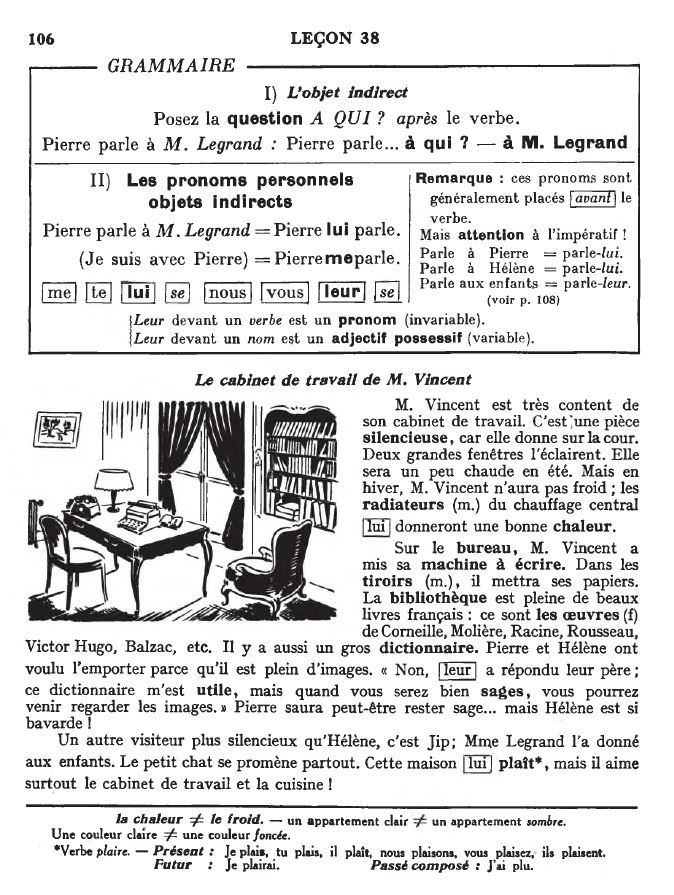 106
LEÇON 38
GRAMMAIRE
I) L'objet indirect
Posez la question A QUI ? après le verbe.
Pierre parle à M. Legrand : Pierre parle... à qui ? — à M. Legrand
II) Les pronoms personnels
objets indirects
Pierre parle à M. Legrand = Pierre lui parle.
(Je suis avec Pierre) = Pierre me parle.
me te lui se nous vous leur se
Remarque : ces pronoms sont
généralement placés avant le
verbe.
Mais attention à l'impératif !
Parle à Pierre = parle-lui.
Parle à Hélène = parle-lui.
Parle aux enfants = parle-leur.
(voir p. 108)
Leur devant un verbe est un pronom (invariable).
Leur devant un nom est un adjectif possessif (variable).
Le cabinet de travail de M. Vincent
M. Vincent est très content de
son cabinet de travail. C'est une pièce
silencieuse, car elle donne sur la cour.
Deux grandes fenêtres l'éclairent. Elle
sera un peu chaude en été. Mais en
hiver, M. Vincent n'aura pas froid ; les
radiateurs (m.) du chauffage central
lui donneront une bonne chaleur.
Sur le bureau, M. Vincent a
mis sa machine à écrire. Dans les
tiroirs (m.), il mettra ses papiers.
La bibliothèque est pleine de beaux
livres français : ce sont les œuvres (f)
de Corneille, Molière, Racine, Rousseau,
Victor Hugo, Balzac, etc. Il y a aussi un gros dictionnaire. Pierre et Hélène ont
voulu l'emporter parce qu'il est plein d'images. « Non, leur a répondu leur père ;
ce dictionnaire m'est utile, mais quand vous serez bien sages, vous pourrez
venir regarder les images. » Pierre saura peut-être rester sage... mais Hélène est si
bavarde !
Un autre visiteur plus silencieux qu'Hélène, c'est Jip ; Mme Legrand l'a donné
aux enfants. Le petit chat se promène partout. Cette maison lui plaît*, mais il aime
surtout le cabinet de travail et la cuisine !
la chaleur ≠ le froid. — un appartement clair ≠ un appartement sombre.
Une couleur claire ≠ une couleur foncée.
*Verbe plaire. — Présent : Je plais, tu plais, il plaît, nous plaisons, vous plaisez, ils plaisent.
Futur : Je plairai. Passé composé : J'ai plu.